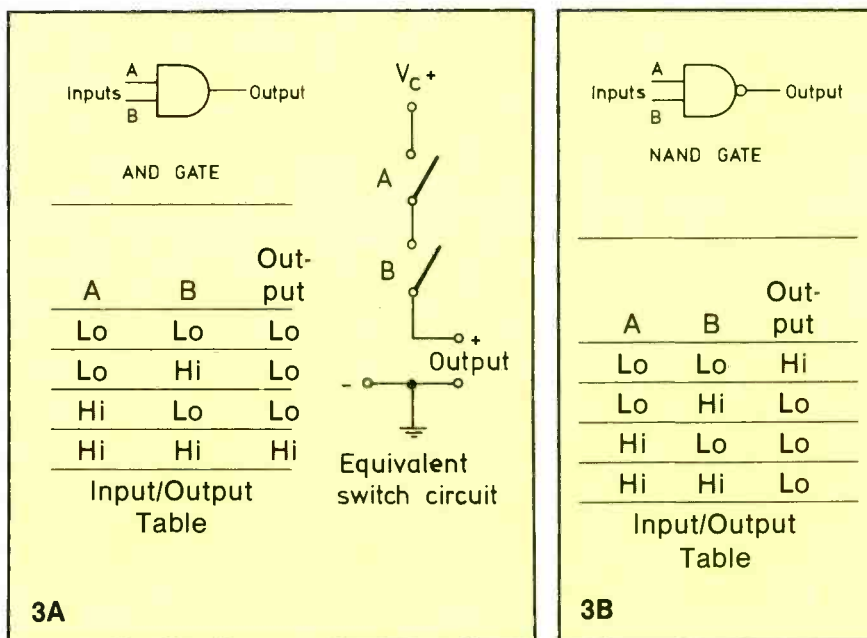 A
Inputs
Output
B
AND GATE
A B Out-
put
Lo Lo Lo
Lo Hi Lo
Hi Lo Lo
Hi Hi Hi
Input/Output
Table
VC+
A
B
+
Output
-
Equivalent
switch circuit
3A
A
Inputs
Output
B
NAND GATE
A B Out-
put
Lo Lo Hi
Lo Hi Lo
Hi Lo Lo
Hi Hi Lo
Input/Output
Table
3B